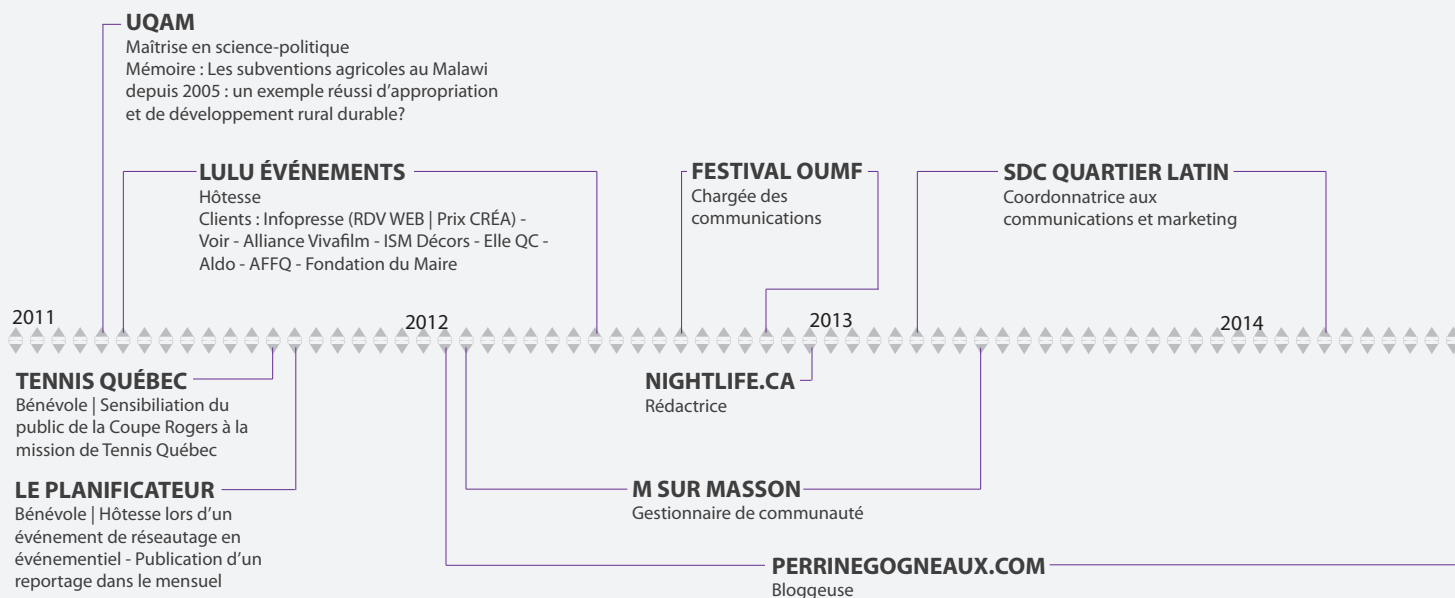 UQAM
Maîtrise en science-politique
Mémoire : Les subventions agricoles au Malawi
depuis 2005 : un exemple réussi d’appropriation
et de développement rural durable?
LULU ÉVÉNEMENTS
Hôtesse
Clients : Infopresse (RDV WEB | Prix CRÉA) -
Voir - Alliance Vivafilm - ISM Décors - Elle QC -
Aldo - AFFQ - Fondation du Maire
FESTIVAL OUMF
Chargée des
communications
SDC QUARTIER LATIN
Coordonnatrice aux
communications et marketing
2011
2012
2013
2014
TENNIS QUÉBEC
Bénévole | Sensibiliation du
public de la Coupe Rogers à la
mission de Tennis Québec
NIGHTLIFE.CA
Rédactrice
LE PLANIFICATEUR
Bénévole | Hôtesse lors d’un
événement de réseautage en
événementiel - Publication d’un
reportage dans le mensuel
M SUR MASSON
Gestionnaire de communauté
PERRINEGOGNEAUX.COM
Bloggeuse